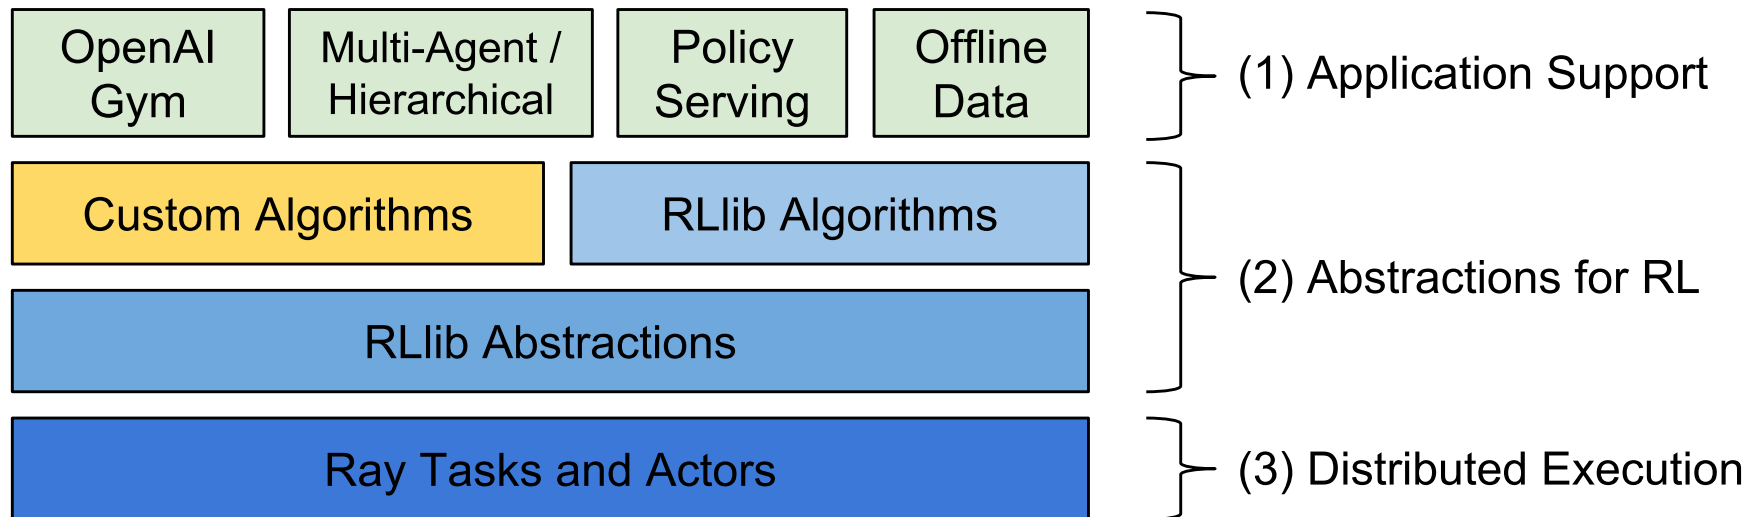 OpenAI
Gym
Multi-Agent /
Hierarchical
Policy
Serving
Offline
Data
(1) Application Support
Custom Algorithms
RLlib Algorithms
(2) Abstractions for RL
RLlib Abstractions
Ray Tasks and Actors
(3) Distributed Execution